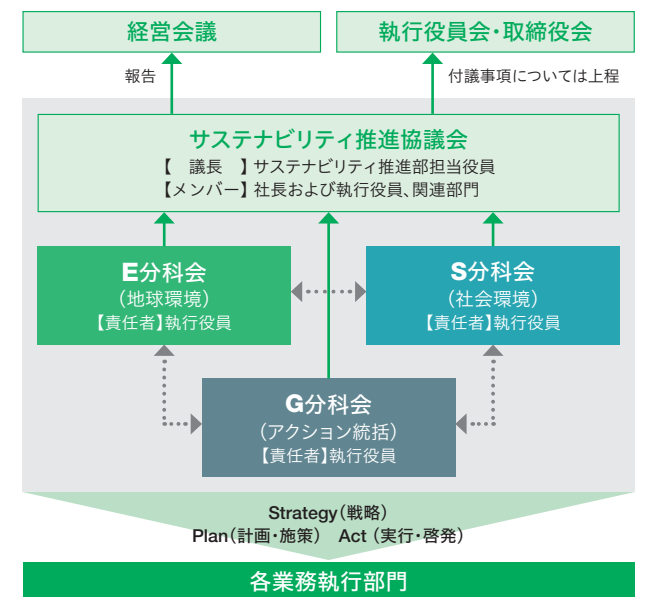 経営会議
執行役員会・取締役会
報告
付議事項については上程
サステナビリティ推進協議会
【　議長　】サステナビリティ推進部担当役員
【メンバー】社長および執行役員、関連部門
E分科会
（地球環境）
【責任者】執行役員
S分科会
（社会環境）
【責任者】執行役員
G分科会
（アクション統括）
【責任者】執行役員
Strategy（戦略）
Plan（計画・施策）　Act（実行・啓発）
各業務執行部門